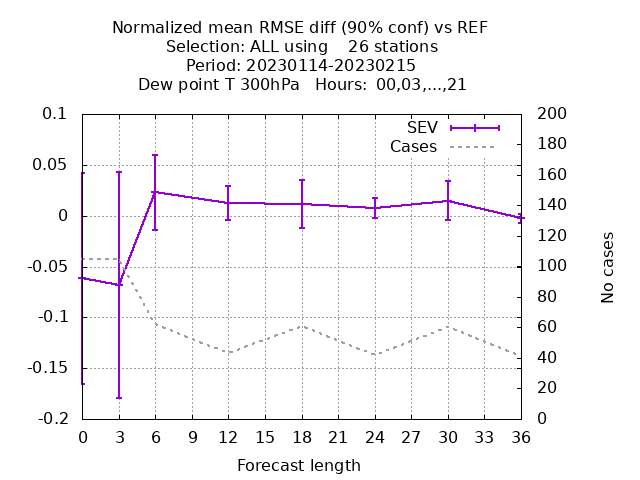 Normalized mean RMSE diff (90% conf) vs REF
Selection: ALL using    26 stations
Period: 20230114-20230215
Dew point T 300hPa   Hours:  00,03,...,21
SEV
Cases
0.1
0.05
0
-0.05
-0.1
-0.15
-0.2
200
180
160
140
120
100
80
60
40
20
0
No cases
0 3 6 9 12 15 18 21 24 27 30 33 36
Forecast length